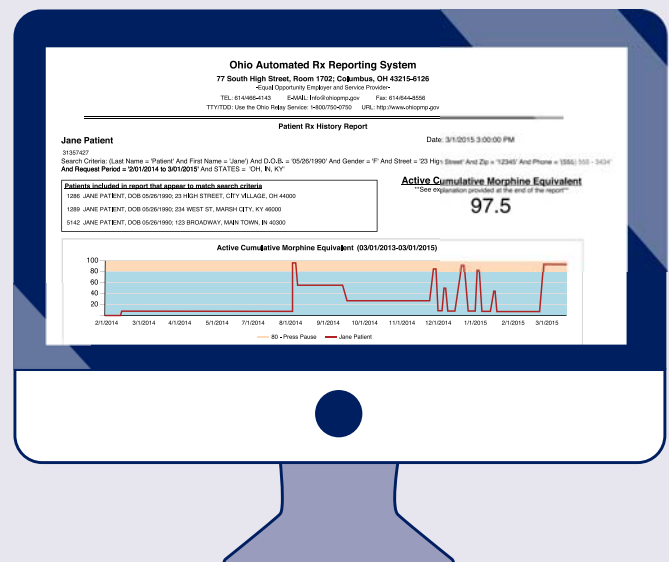 Ohio Automated Rx Reporting System
77 South High Street, Room 1702; Columbus, OH 43215-6126
-Equal Opportunity Employer and Service Provider-
TEL: 614/466-4143 E-MAIL: info@ohiopmp.gov Fax: 614/644-8556
TTY/TDD: Use the Ohio Relay Service: 1-800/750-0750 URL: http://www.ohiopmp.gov
Patient Rx History Report
Jane Patient
Date: 3/1/2015 3:00:00 PM
31357427
Search Criteria: (Last Name = 'Patient' And First Name = 'Jane') And D.O.B. = '05/26/1990' And Gender = 'F' And Street = '23 High Street' And Zip = '12345' And Phone = '(555) 555 - 3434'
And Request Period = '2/01/2014 to 3/01/2015' And STATES = 'OH, IN, KY'
Patients included in report that appear to match search criteria
1286 JANE PATIENT, DOB 05/26/1990; 23 HIGH STREET, CITY VILLAGE, OH 44000
1289 JANE PATIENT, DOB 05/26/1990; 234 WEST ST, MARSH CITY, KY 46000
5142 JANE PATIENT, DOB 05/26/1990; 123 BROADWAY, MAIN TOWN, IN 40300
Active Cumulative Morphine Equivalent
**See explanation provided at the end of the report**
97.5
Active Cumulative Morphine Equivalent (03/01/2013-03/01/2015)
100
80
60
40
20
2/1/2014 3/1/2014 4/1/2014 5/1/2014 7/1/2014 8/1/2014 9/1/2014 10/1/2014 11/1/2014 12/1/2014 1/1/2015 2/1/2015 3/1/2015
80 - Press Pause Jane Patient